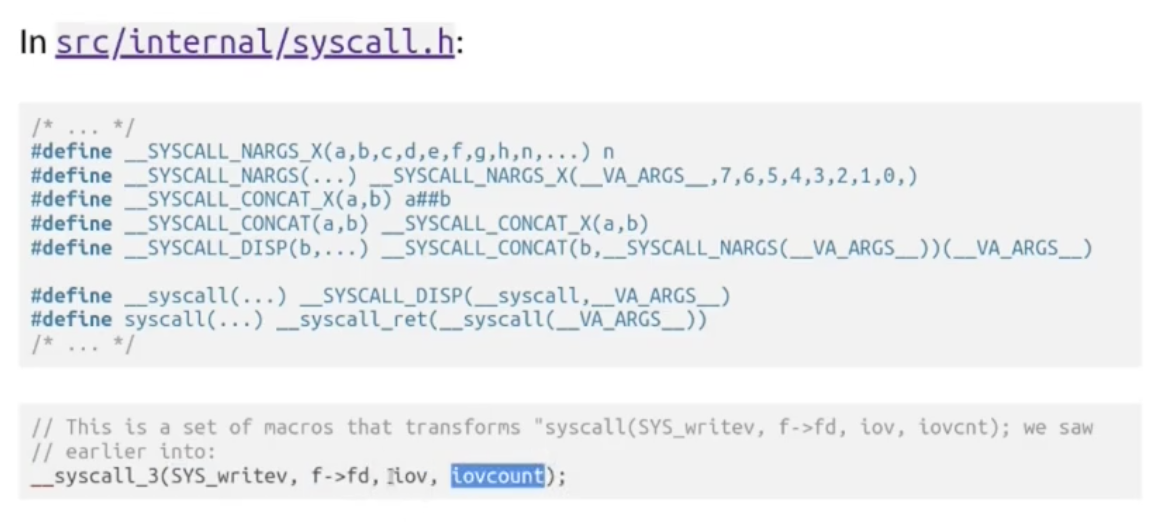 In src/internal/syscall.h:
/* ... */
#define __SYSCALL_NARGS_X(a,b,c,d,e,f,g,h,n,...) n
#define __SYSCALL_NARGS(...) __SYSCALL_NARGS_X(__VA_ARGS__,7,6,5,4,3,2,1,0,)
#define __SYSCALL_CONCAT_X(a,b) a##b
#define __SYSCALL_CONCAT(a,b) __SYSCALL_CONCAT_X(a,b)
#define __SYSCALL_DISP(b,...) __SYSCALL_CONCAT(b,__SYSCALL_NARGS(__VA_ARGS__))(__VA_ARGS__)
#define __syscall(...) __SYSCALL_DISP(__syscall,__VA_ARGS__)
#define syscall(...) __syscall_ret(__syscall(__VA_ARGS__))
/* ... */
// This is a set of macros that transforms "syscall(SYS_writev, f->fd, iov, iovcnt); we saw
// earlier into:
__syscall_3(SYS_writev, f->fd, iov, iovcount);